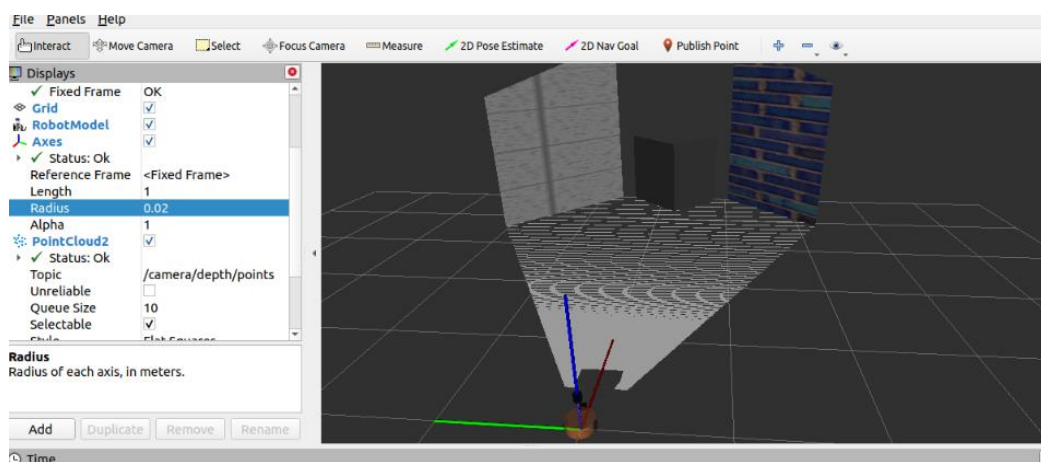 File Panels Help
Interact Move Camera Select Focus Camera Measure 2D Pose Estimate 2D Nav Goal Publish Point
Displays
Fixed Frame OK
Grid
RobotModel
Axes
Status: Ok
Reference Frame <Fixed Frame>
Length 1
Radius 0.02
Alpha 1
PointCloud2
Status: Ok
Topic /camera/depth/points
Unreliable
Queue Size 10
Selectable
Style Flat Squares
Radius
Radius of each axis, in meters.
Add Duplicate Remove Rename
Time